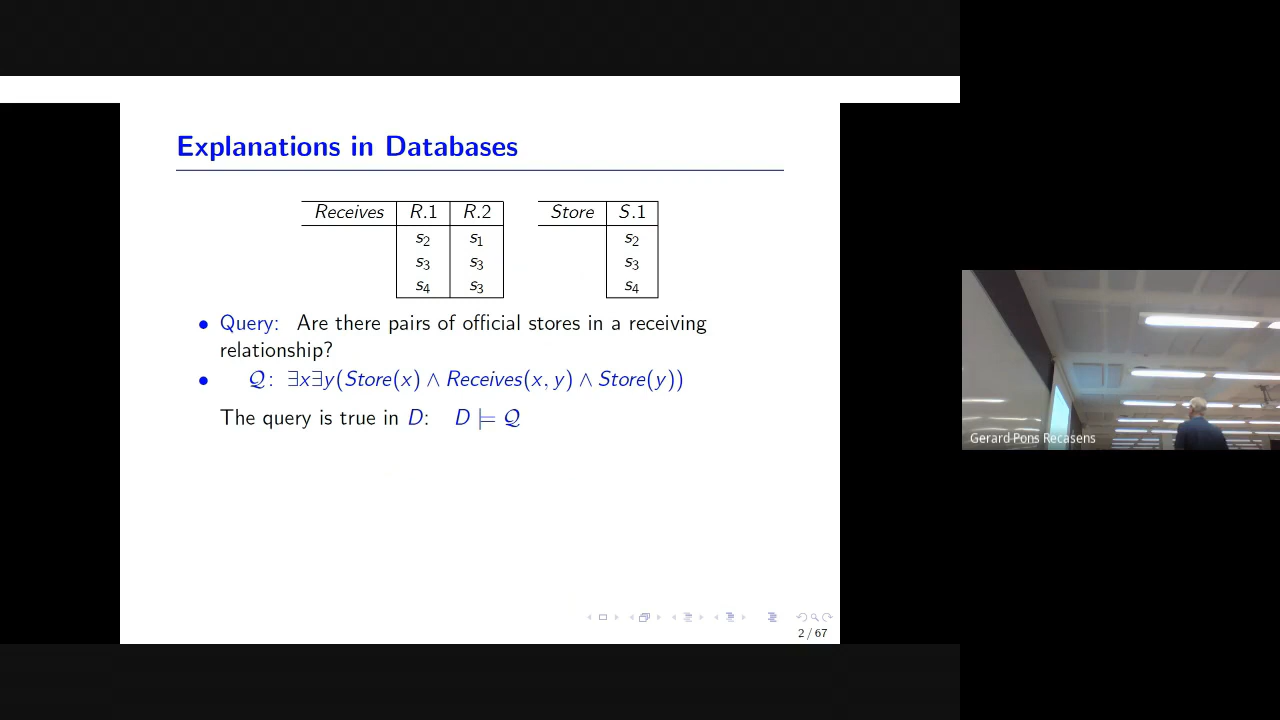 Explanations in Databases
Receives R.1 R.2 Store S.1
s₂ s₁ s₂
s₃ s₃ s₃
s₄ s₃ s₄
• Query: Are there pairs of official stores in a receiving
relationship?
• 𝒬: ∃x∃y(Store(x) ∧ Receives(x, y) ∧ Store(y))
The query is true in D: D ⊨ 𝒬
Gerard Pons Recasens
2 / 67